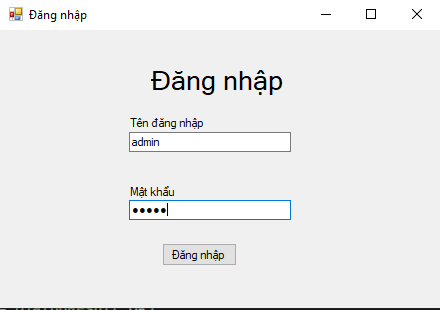 Đăng nhập
Đăng nhập
Tên đăng nhập
admin
Mật khẩu
●●●●●
Đăng nhập